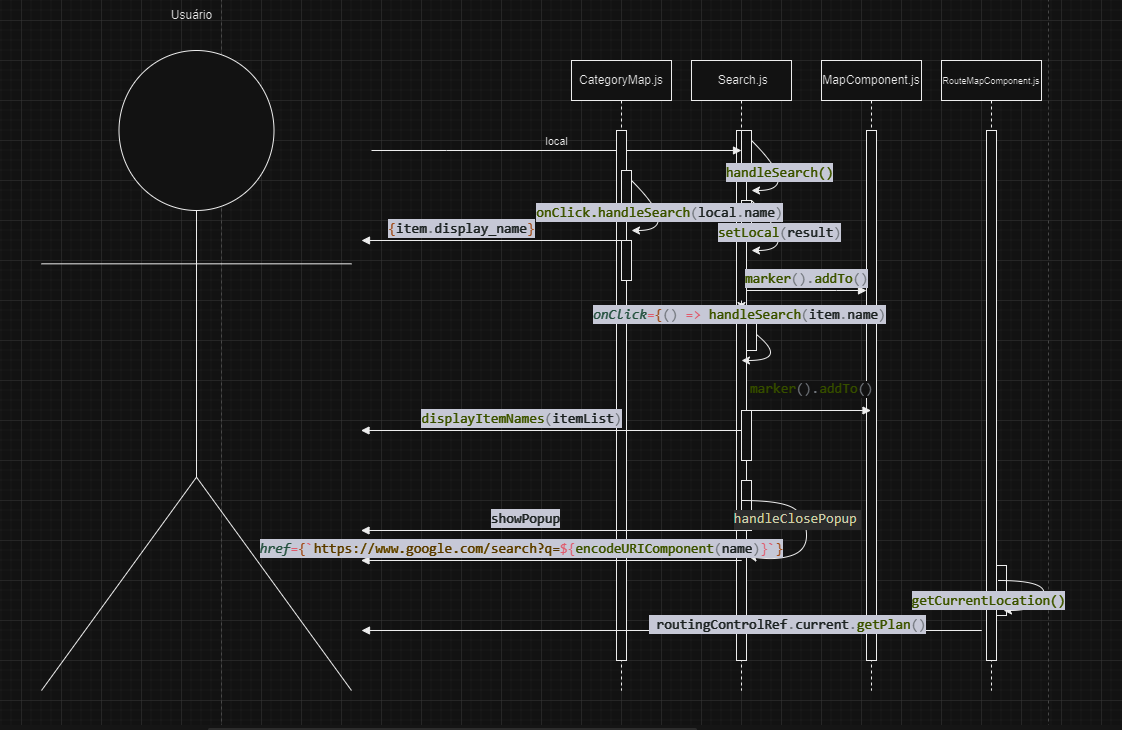 Usuário
CategoryMap.js
Search.js
MapComponent.js
RouteMapComponent.js
local
handleSearch()
onClick.handleSearch(local.name)
{item.display_name}
setLocal(result)
marker().addTo()
onClick={() => handleSearch(item.name)
marker().addTo()
displayItemNames(itemList)
showPopup
handleClosePopup
href={`https://www.google.com/search?q=${encodeURIComponent(name)}`}
getCurrentLocation()
routingControlRef.current.getPlan()